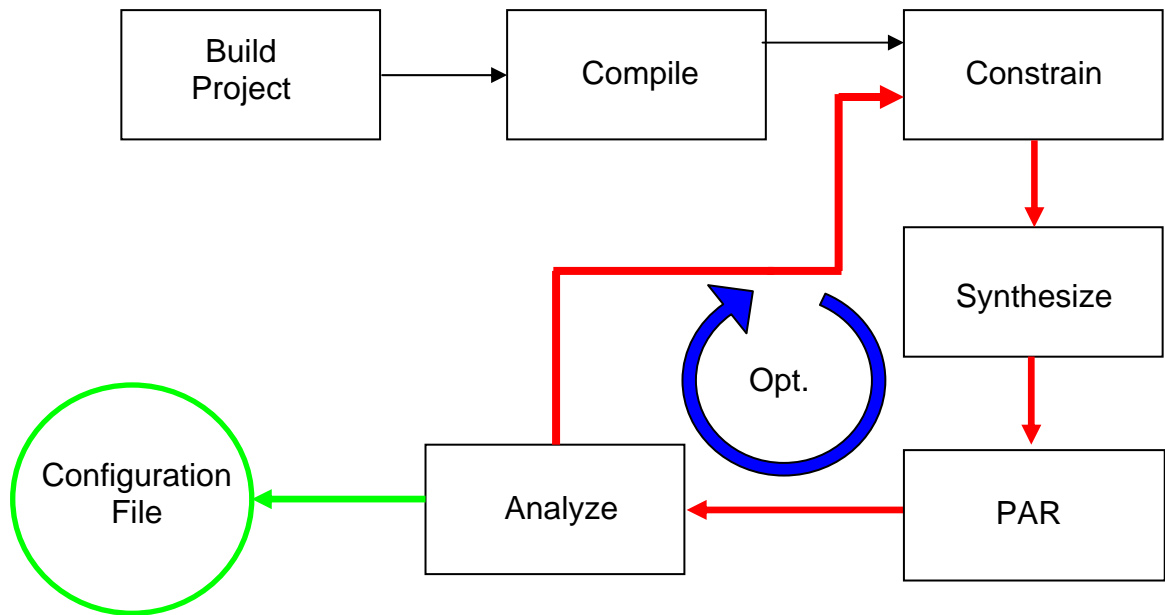 Build
Project
Compile
Constrain
Synthesize
Opt.
Configuration
File
Analyze
PAR